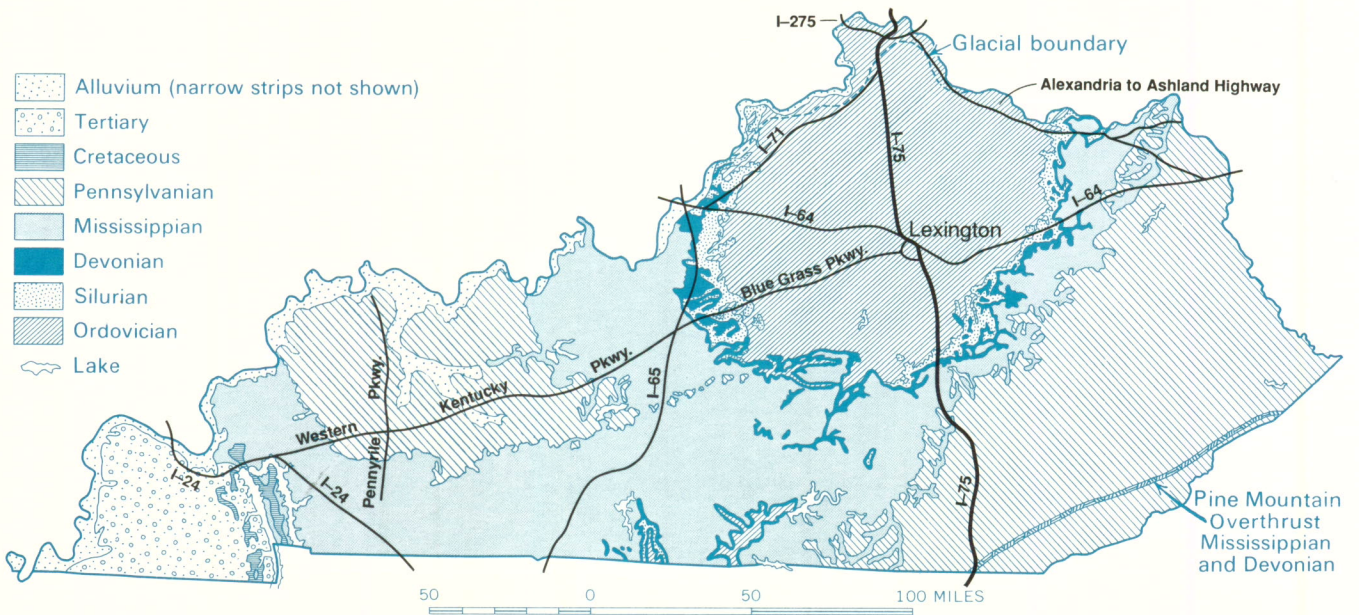 I–275
Glacial boundary
Alexandria to Ashland Highway
Alluvium (narrow strips not shown)
Tertiary
Cretaceous
Pennsylvanian
Mississippian
Devonian
Silurian
Ordovician
Lake
I–71
I–75
I–64
Lexington
I–64
Blue Grass Pkwy.
Pkwy.
Kentucky
Western
Pkwy.
Pennyrile
I–65
I–24
I–24
I–75
Pine Mountain
Overthrust
Mississippian
and Devonian
50 0 50 100 MILES